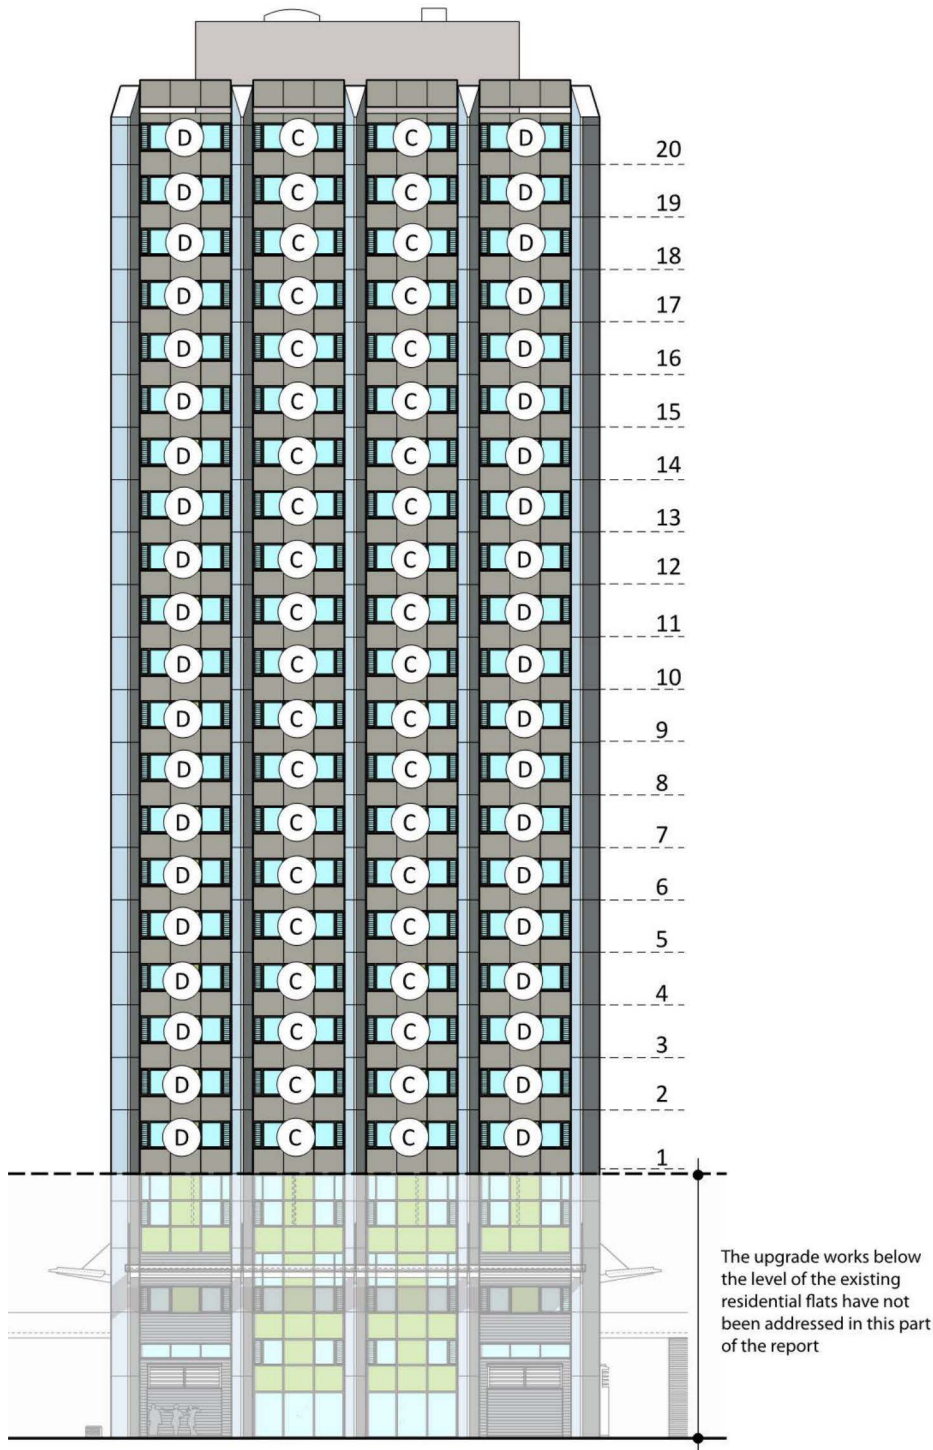 D C C D 20
D C C D 19
D C C D 18
D C C D 17
D C C D 16
D C C D 15
D C C D 14
D C C D 13
D C C D 12
D C C D 11
D C C D 10
D C C D 9
D C C D 8
D C C D 7
D C C D 6
D C C D 5
D C C D 4
D C C D 3
D C C D 2
D C C D 1
The upgrade works below
the level of the existing
residential flats have not
been addressed in this part
of the report